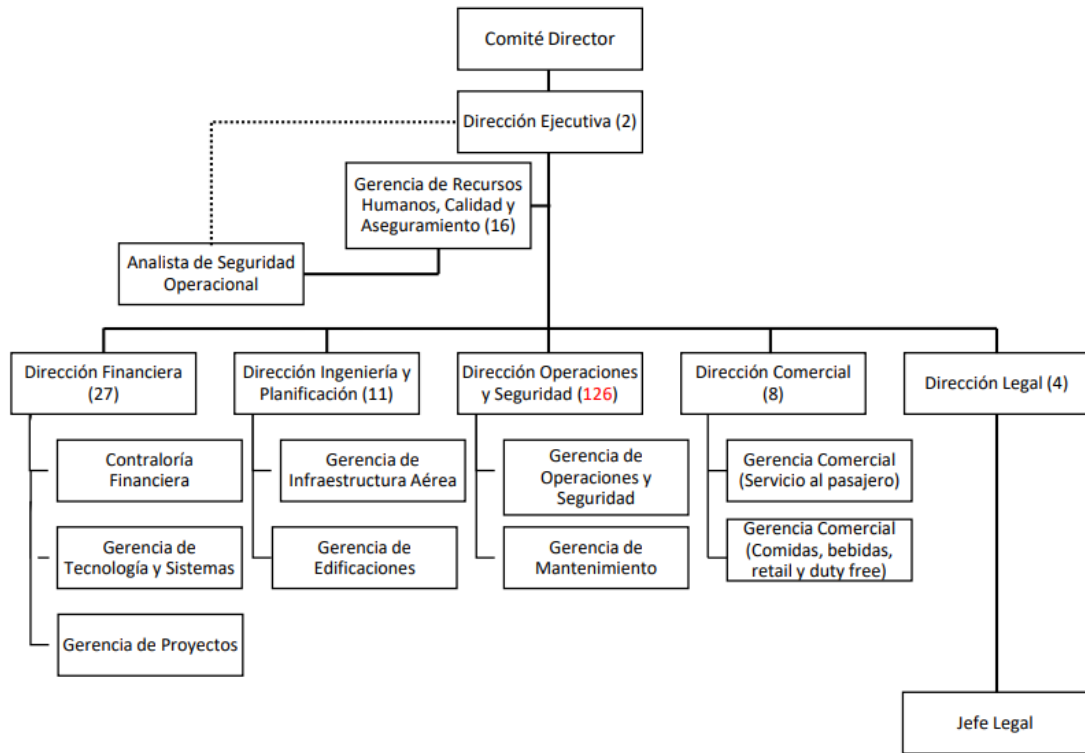 Comité Director
Dirección Ejecutiva (2)
Gerencia de Recursos
Humanos, Calidad y
Aseguramiento (16)
Analista de Seguridad
Operacional
Dirección Financiera
(27)
Dirección Ingeniería y
Planificación (11)
Dirección Operaciones
y Seguridad (126)
Dirección Comercial
(8)
Dirección Legal (4)
Contraloría
Financiera
Gerencia de
Infraestructura Aérea
Gerencia de
Operaciones y
Seguridad
Gerencia Comercial
(Servicio al pasajero)
Gerencia de
Tecnología y Sistemas
Gerencia de
Edificaciones
Gerencia de
Mantenimiento
Gerencia Comercial
(Comidas, bebidas,
retail y duty free)
Gerencia de Proyectos
Jefe Legal